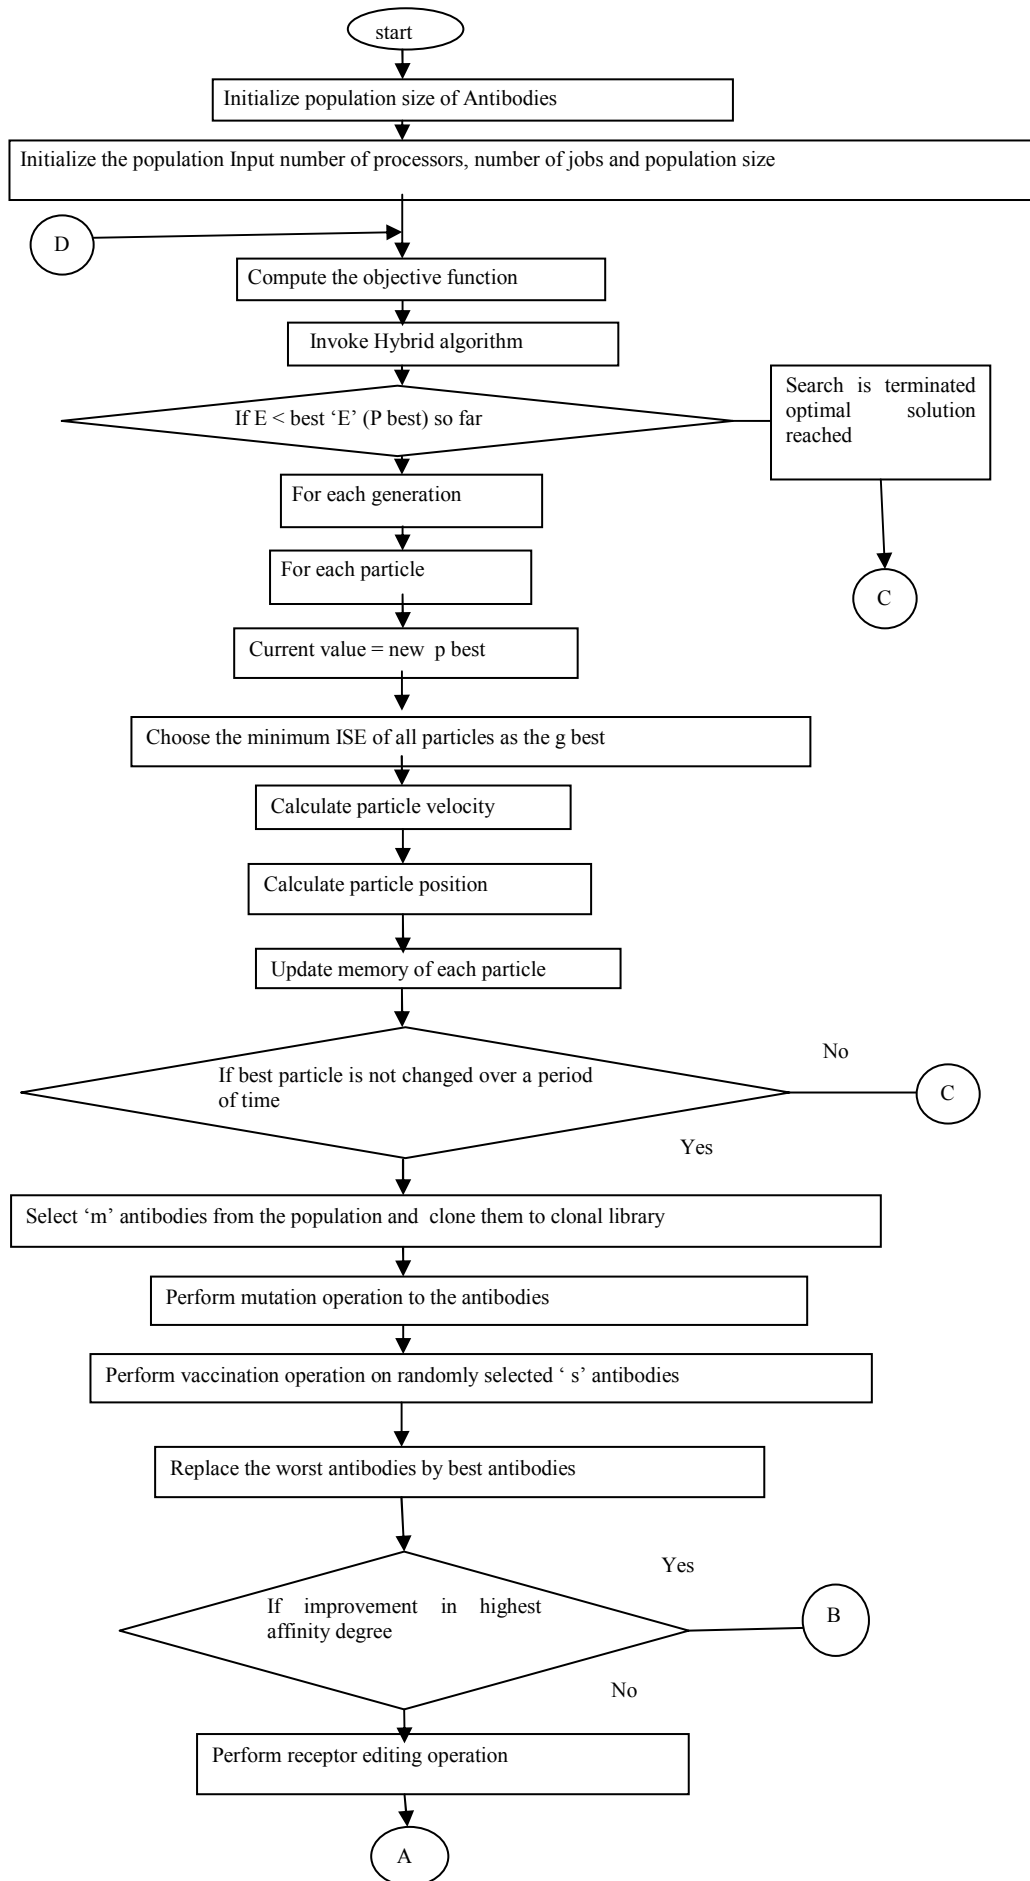 start
Initialize population size of Antibodies
Initialize the population Input number of processors, number of jobs and population size
D
Compute the objective function
Invoke Hybrid algorithm
If E < best ‘E’ (P best) so far
Search is terminated
optimal solution
reached
For each generation
For each particle
C
Current value = new p best
Choose the minimum ISE of all particles as the g best
Calculate particle velocity
Calculate particle position
Update memory of each particle
No
If best particle is not changed over a period
of time
C
Yes
Select ‘m’ antibodies from the population and clone them to clonal library
Perform mutation operation to the antibodies
Perform vaccination operation on randomly selected ‘ s’ antibodies
Replace the worst antibodies by best antibodies
Yes
If improvement in highest
affinity degree
B
No
Perform receptor editing operation
A